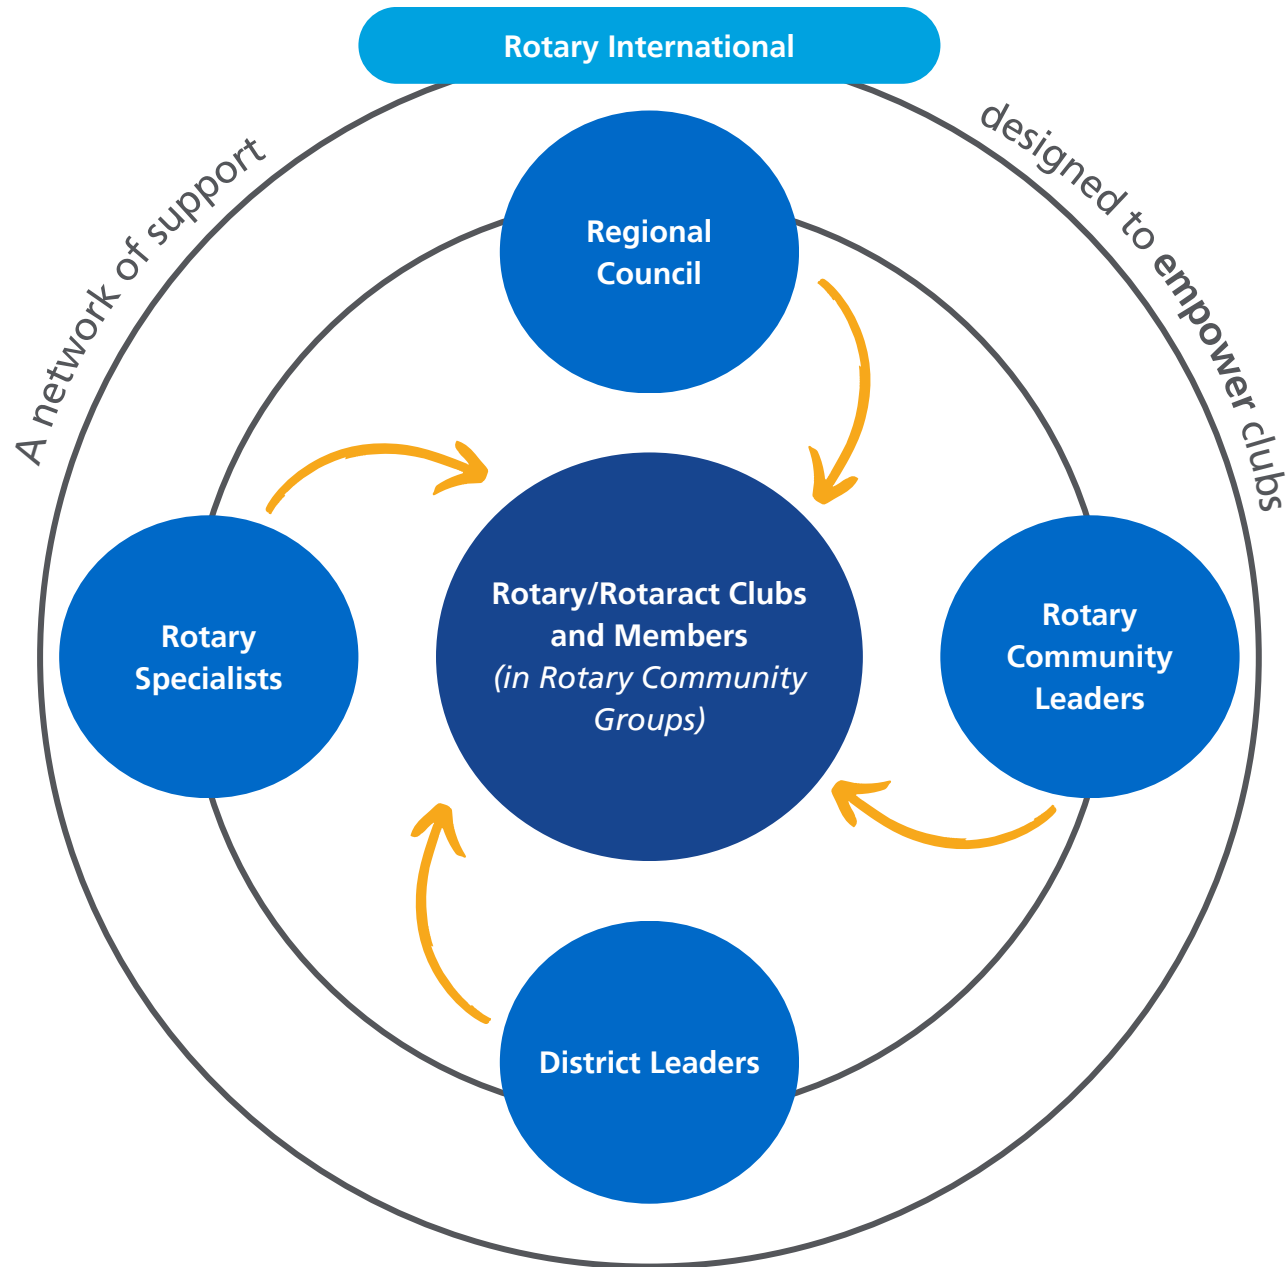 Rotary International
A network of support
designed to empower clubs
Regional
Council
Rotary
Specialists
Rotary/Rotaract Clubs
and Members
(in Rotary Community
Groups)
Rotary
Community
Leaders
District Leaders